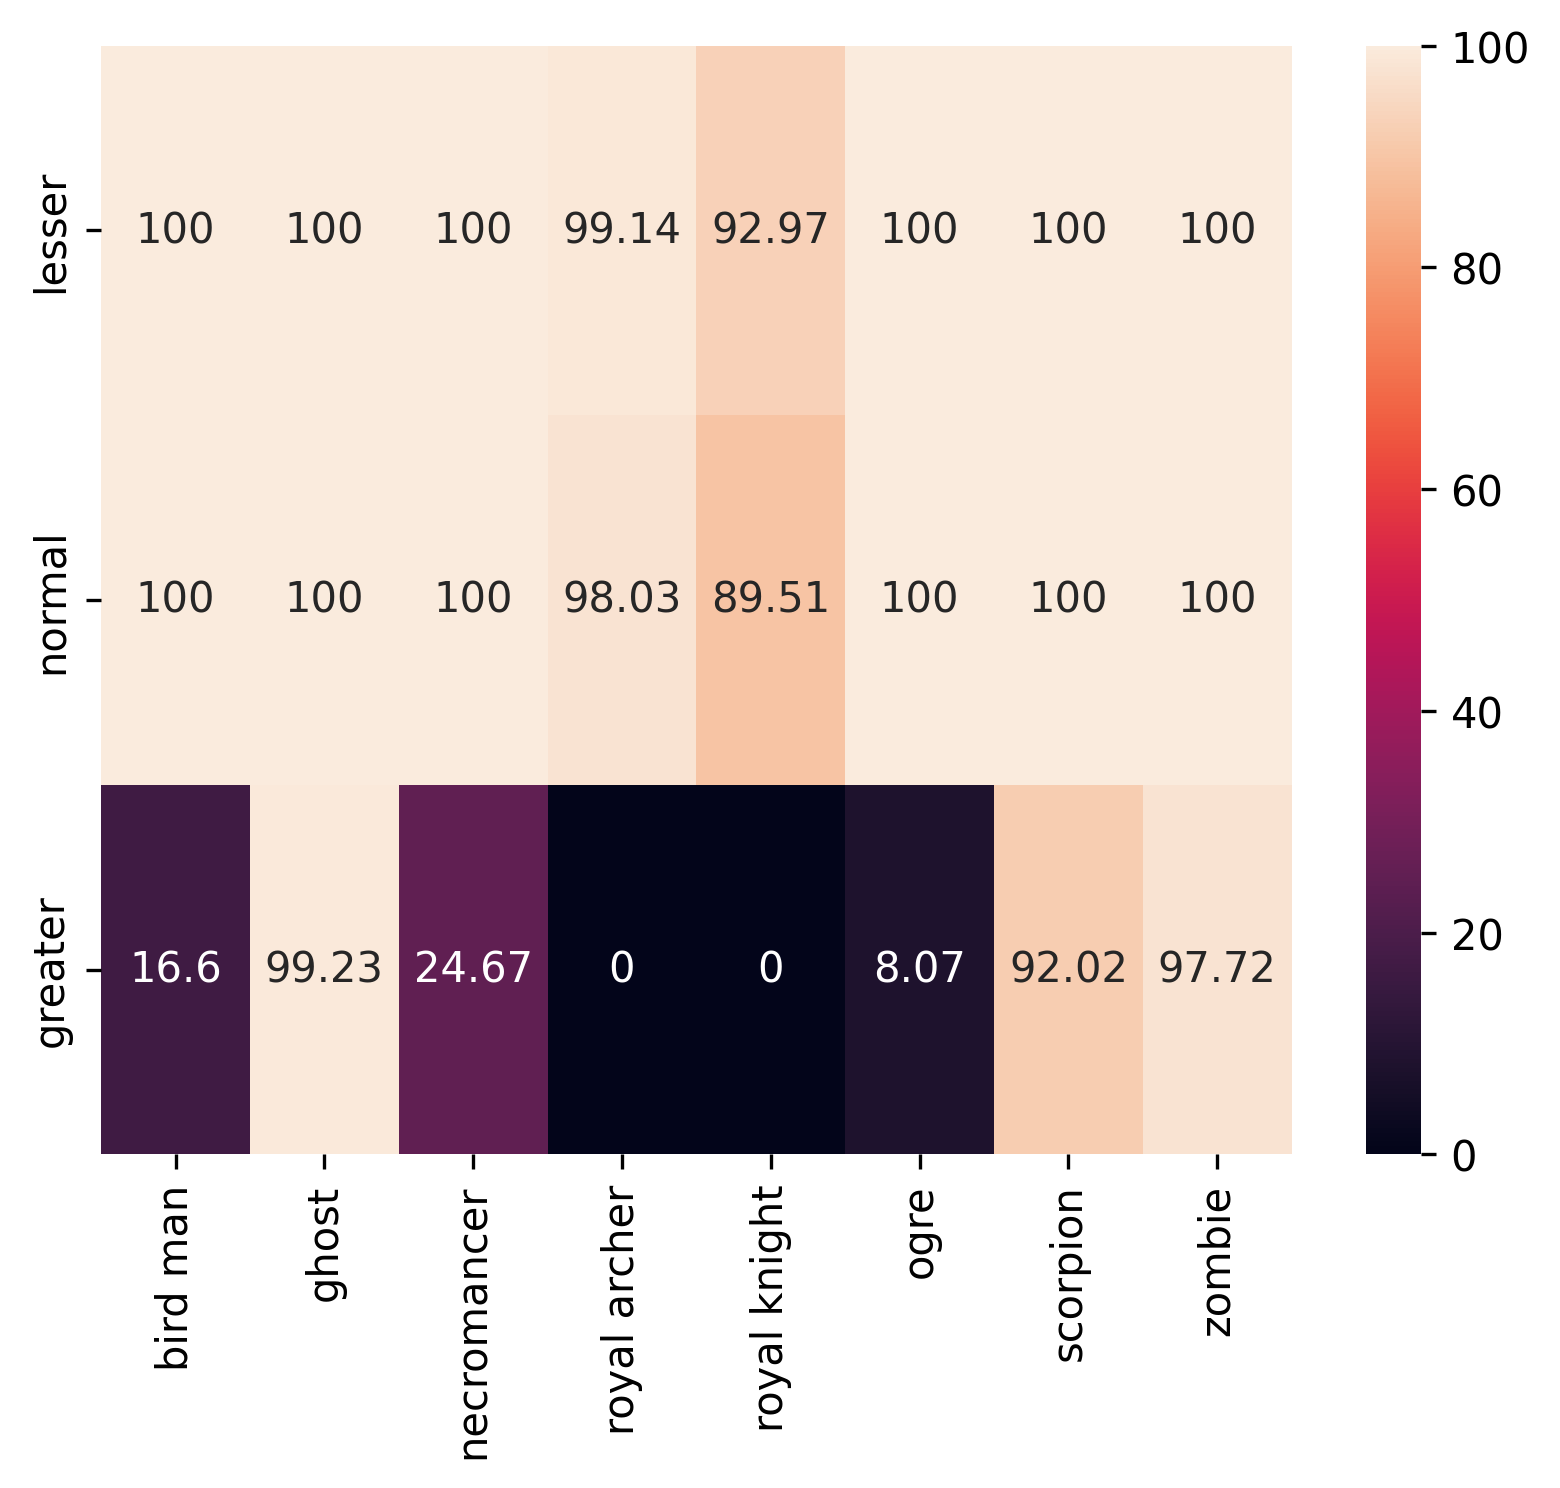 lesser 100 100 100 99.14 92.97 100 100 100
normal 100 100 100 98.03 89.51 100 100 100
greater 16.6 99.23 24.67 0 0 8.07 92.02 97.72
bird man
ghost
necromancer
royal archer
royal knight
ogre
scorpion
zombie
100
80
60
40
20
0